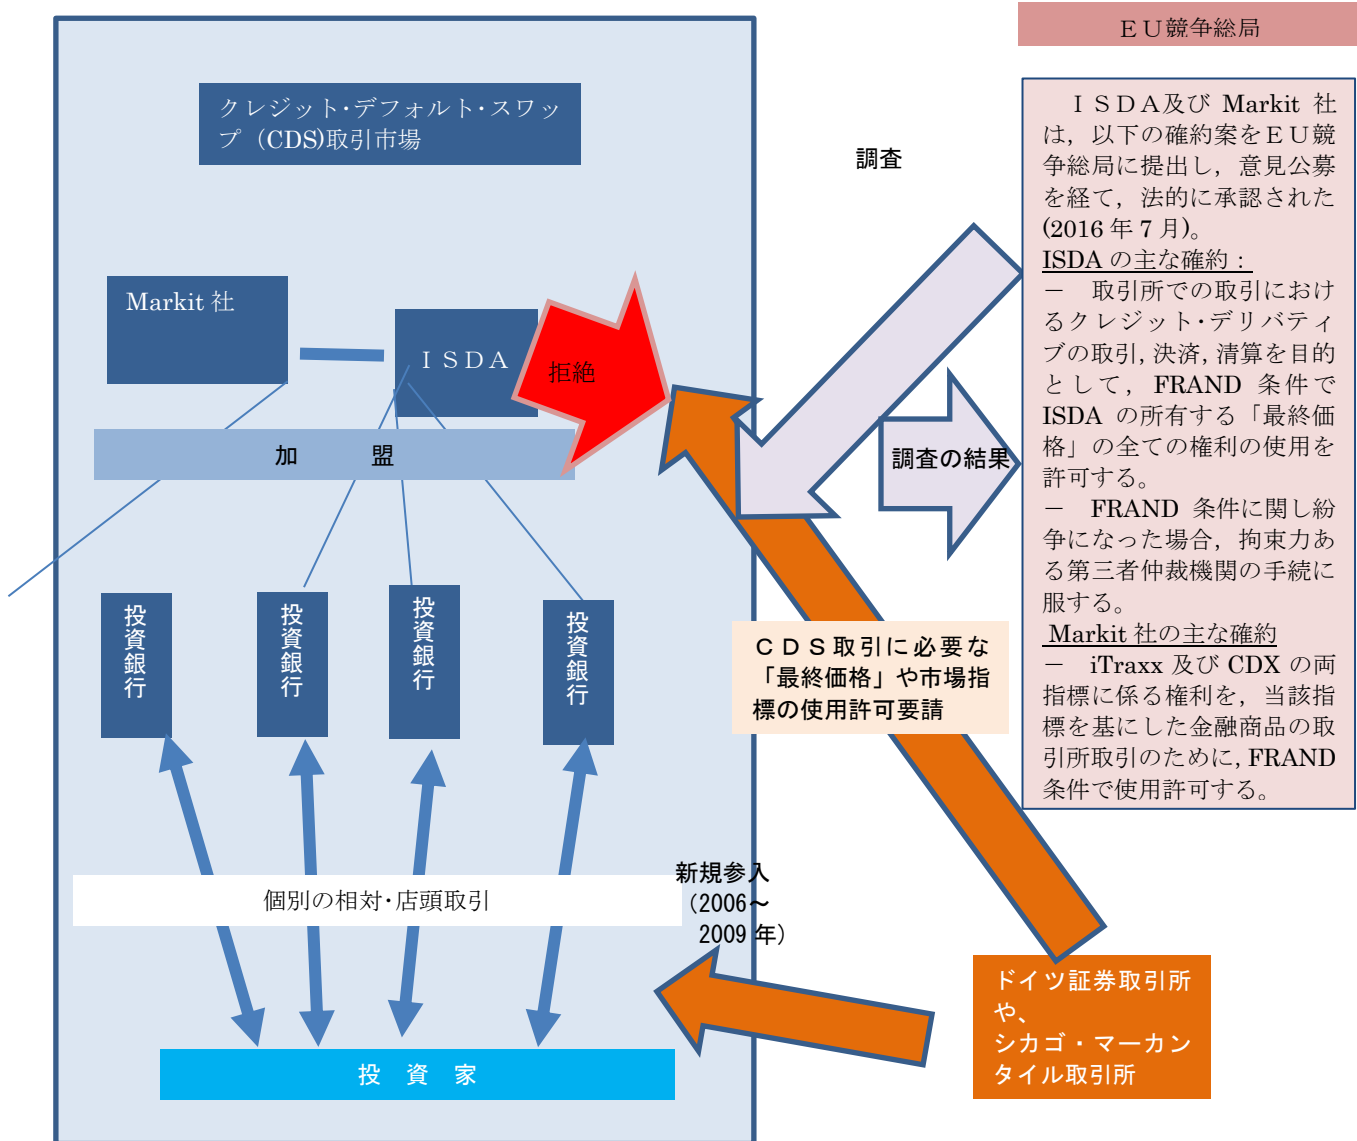 ＥＵ競争総局
クレジット・デフォルト・スワッ
プ（CDS)取引市場
調査
Markit 社
ＩＳＤＡ
拒絶
加　盟
調査の結果
ＩＳＤＡ及び Markit 社
は，以下の確約案をＥＵ競
争総局に提出し，意見公募
を経て，法的に承認された
(2016 年 7 月)。
ISDA の主な確約：
－　取引所での取引におけ
るクレジット・デリバティ
ブの取引，決済，清算を目的
として，FRAND 条件で
ISDA の所有する「最終価
格」の全ての権利の使用を
許可する。
－　FRAND 条件に関し紛
争になった場合，拘束力あ
る第三者仲裁機関の手続に
服する。
Markit 社の主な確約
－　iTraxx 及び CDX の両
指標に係る権利を，当該指
標を基にした金融商品の取
引所取引のために，FRAND
条件で使用許可する。
投資銀行
投資銀行
投資銀行
投資銀行
ＣＤＳ取引に必要な
「最終価格」や市場指
標の使用許可要請
個別の相対・店頭取引
新規参入
（2006～
2009 年）
ドイツ証券取引所
や、
シカゴ・マーカン
タイル取引所
投　資　家